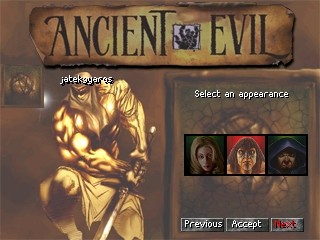 ANCIENT EVIL
jatekgyaros
Select an appearance
Previous Accept Next